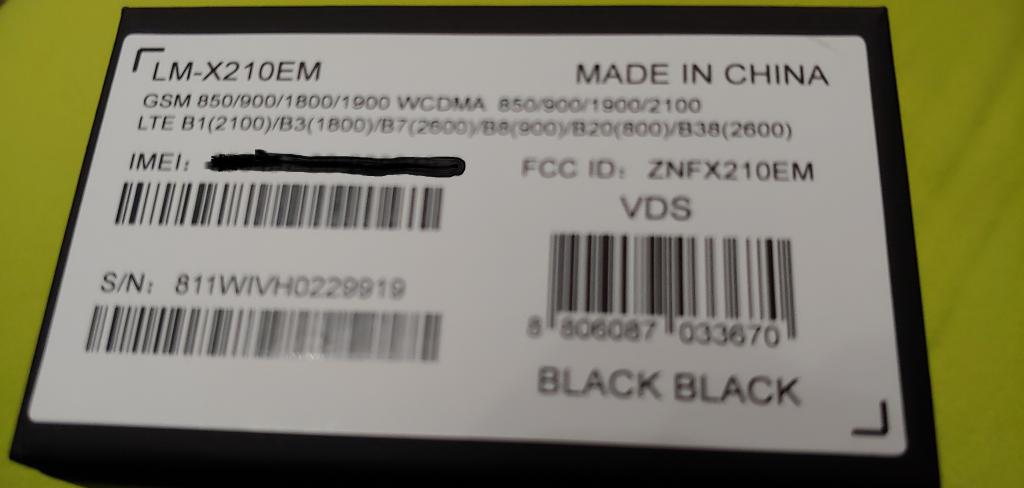 LM-X210EM
MADE IN CHINA
GSM 850/900/1800/1900 WCDMA 850/900/1900/2100
LTE B1(2100)/B3(1800)/B7(2600)/B8(900)/B20(800)/B38(2600)
IMEI:
FCC ID: ZNFX210EM
VDS
S/N: 811WIVH0229919
8 806087 033670
BLACK BLACK